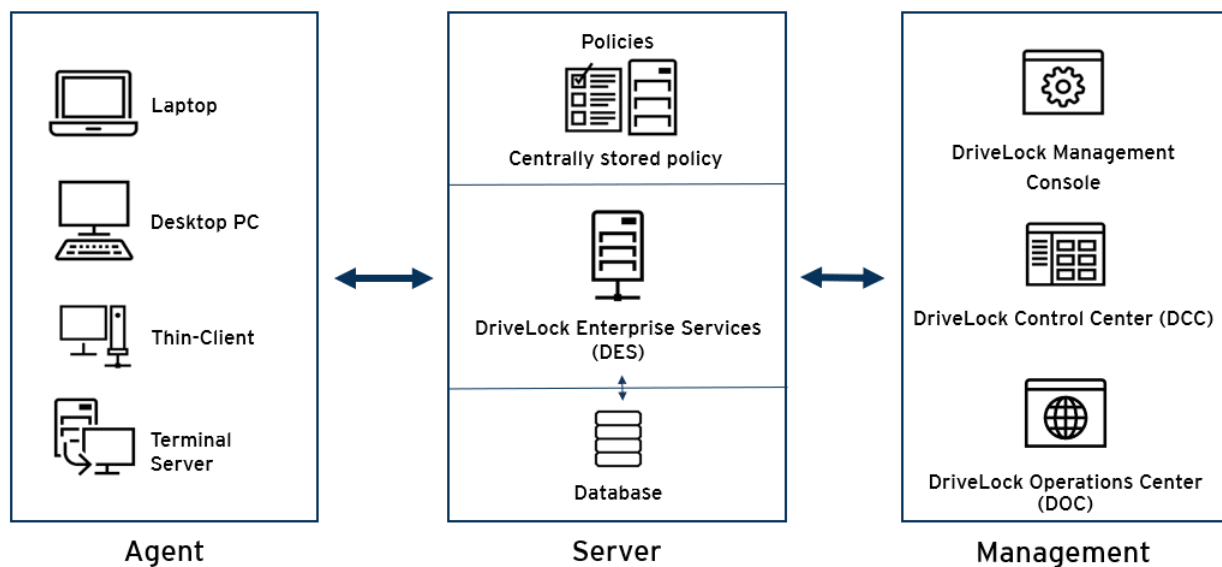 Laptop
Desktop PC
Thin-Client
Terminal
Server
Agent
Policies
Centrally stored policy
DriveLock Enterprise Services
(DES)
Database
Server
DriveLock Management
Console
DriveLock Control Center (DCC)
DriveLock Operations Center
(DOC)
Management